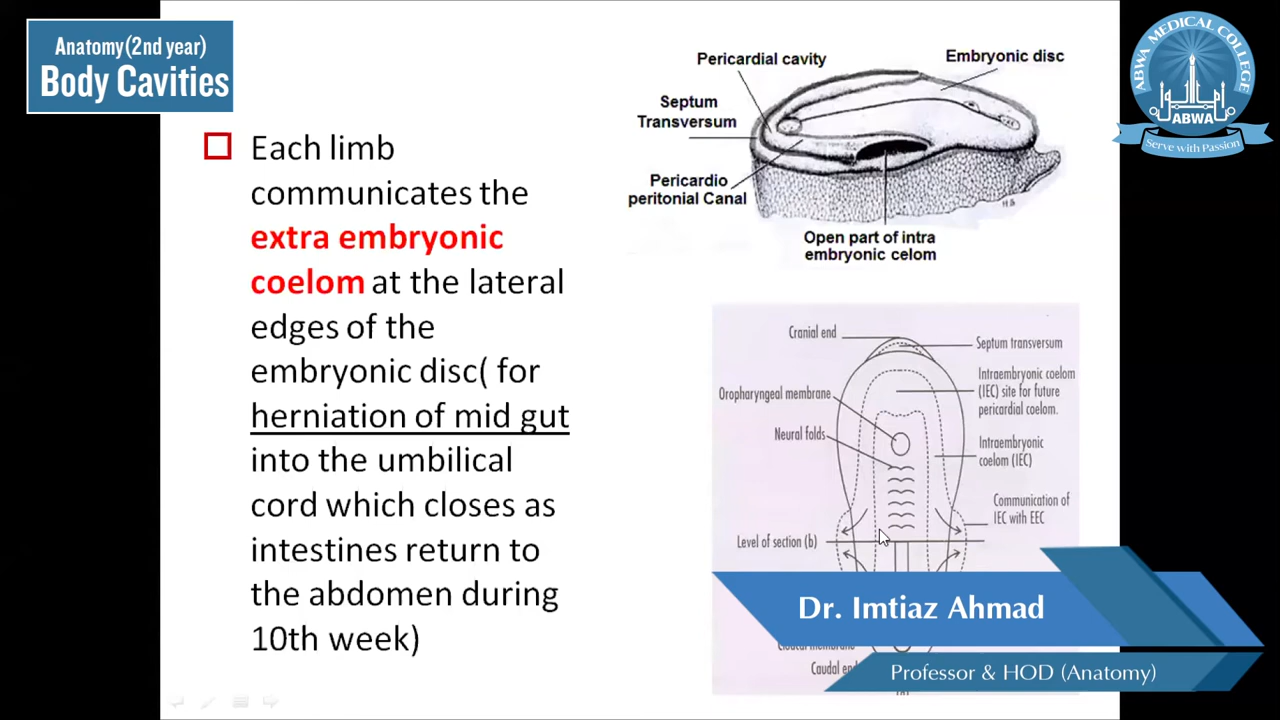 Anatomy(2nd year)
Body Cavities
Each limb
communicates the
extra embryonic
coelom at the lateral
edges of the
embryonic disc( for
herniation of mid gut
into the umbilical
cord which closes as
intestines return to
the abdomen during
10th week)
Pericardial cavity
Embryonic disc
Septum
Transversum
Pericardio
peritonial Canal
Open part of intra
embryonic celom
Cranial end
Septum transversum
Intraembryonic coelom
(IEC) site for future
pericardial coelom.
Oropharyngeal membrane
Neural folds
Intraembryonic
coelom (IEC)
Communication of
IEC with EEC
Level of section (b)
Caudal end
Dr. Imtiaz Ahmad
Professor & HOD (Anatomy)
ABWA MEDICAL COLLEGE
ABWA
Serve with Passion